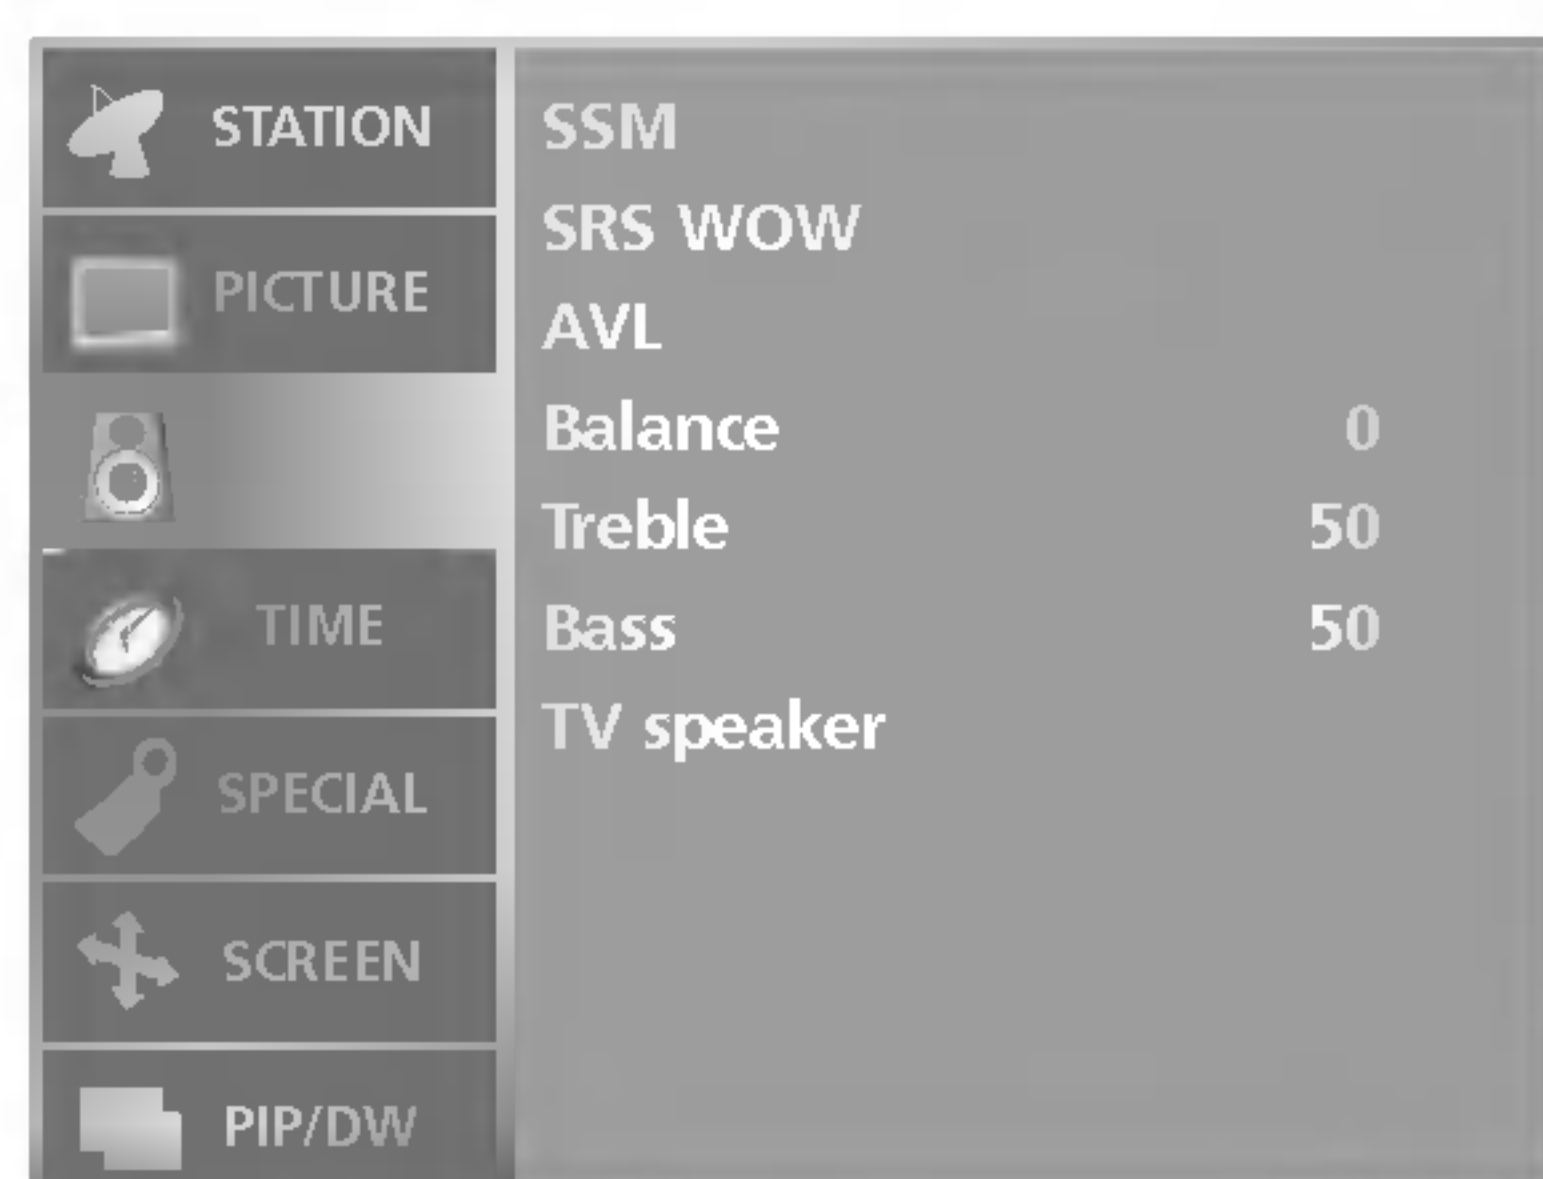 STATION
PICTURE
TIME
SPECIAL
SCREEN
PIP/DW
SSM
SRS WOW
AVL
Balance 0
Treble 50
Bass 50
TV speaker